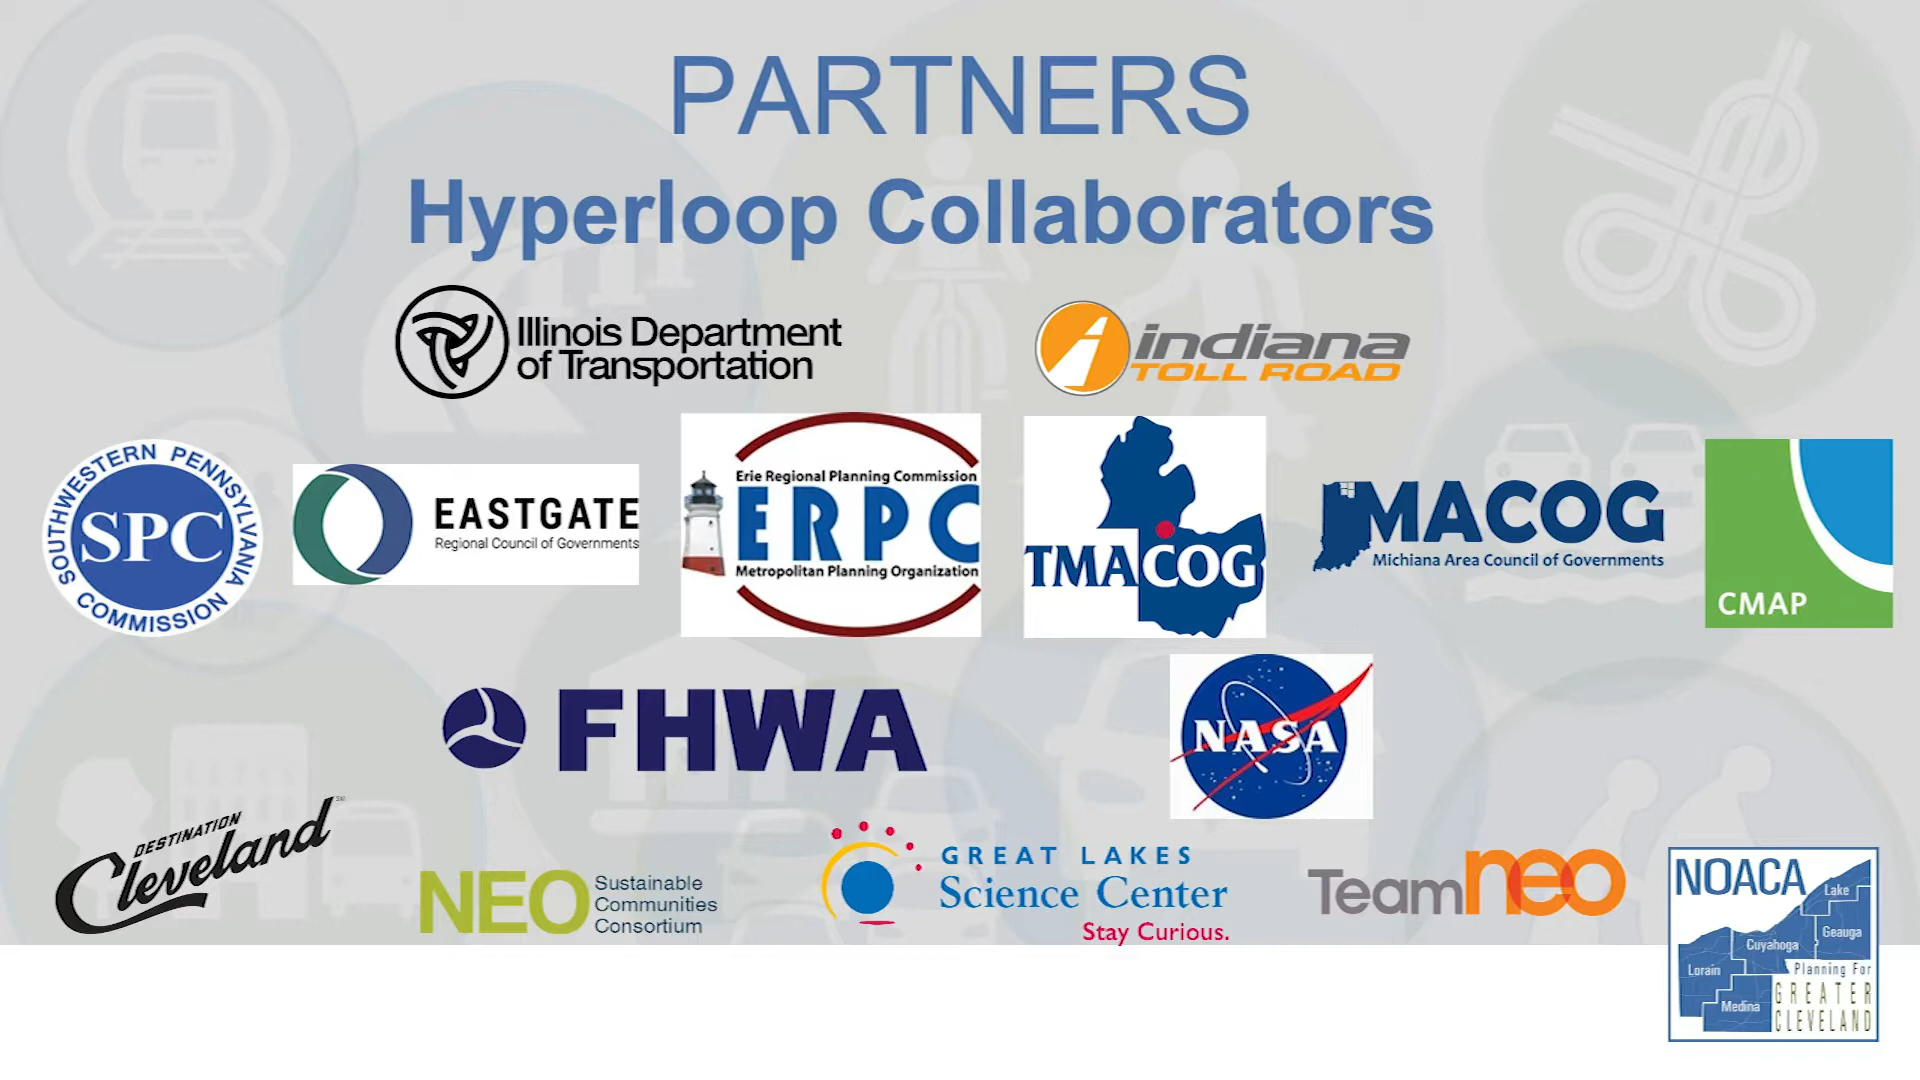 PARTNERS
Hyperloop Collaborators
Illinois Department
of Transportation
indiana
TOLL ROAD
SOUTHWESTERN PENNSYLVANIA
SPC
COMMISSION
EASTGATE
Regional Council of Governments
Erie Regional Planning Commission
ERPC
Metropolitan Planning Organization
TMACOG
MACOG
Michiana Area Council of Governments
CMAP
FHWA
NASA
DESTINATION
Cleveland
SM
NEO
Sustainable
Communities
Consortium
GREAT LAKES
Science Center
Stay Curious.
Teamneo
NOACA
Lake
Geauga
Cuyahoga
Lorain
Medina
Planning For
GREATER
CLEVELAND